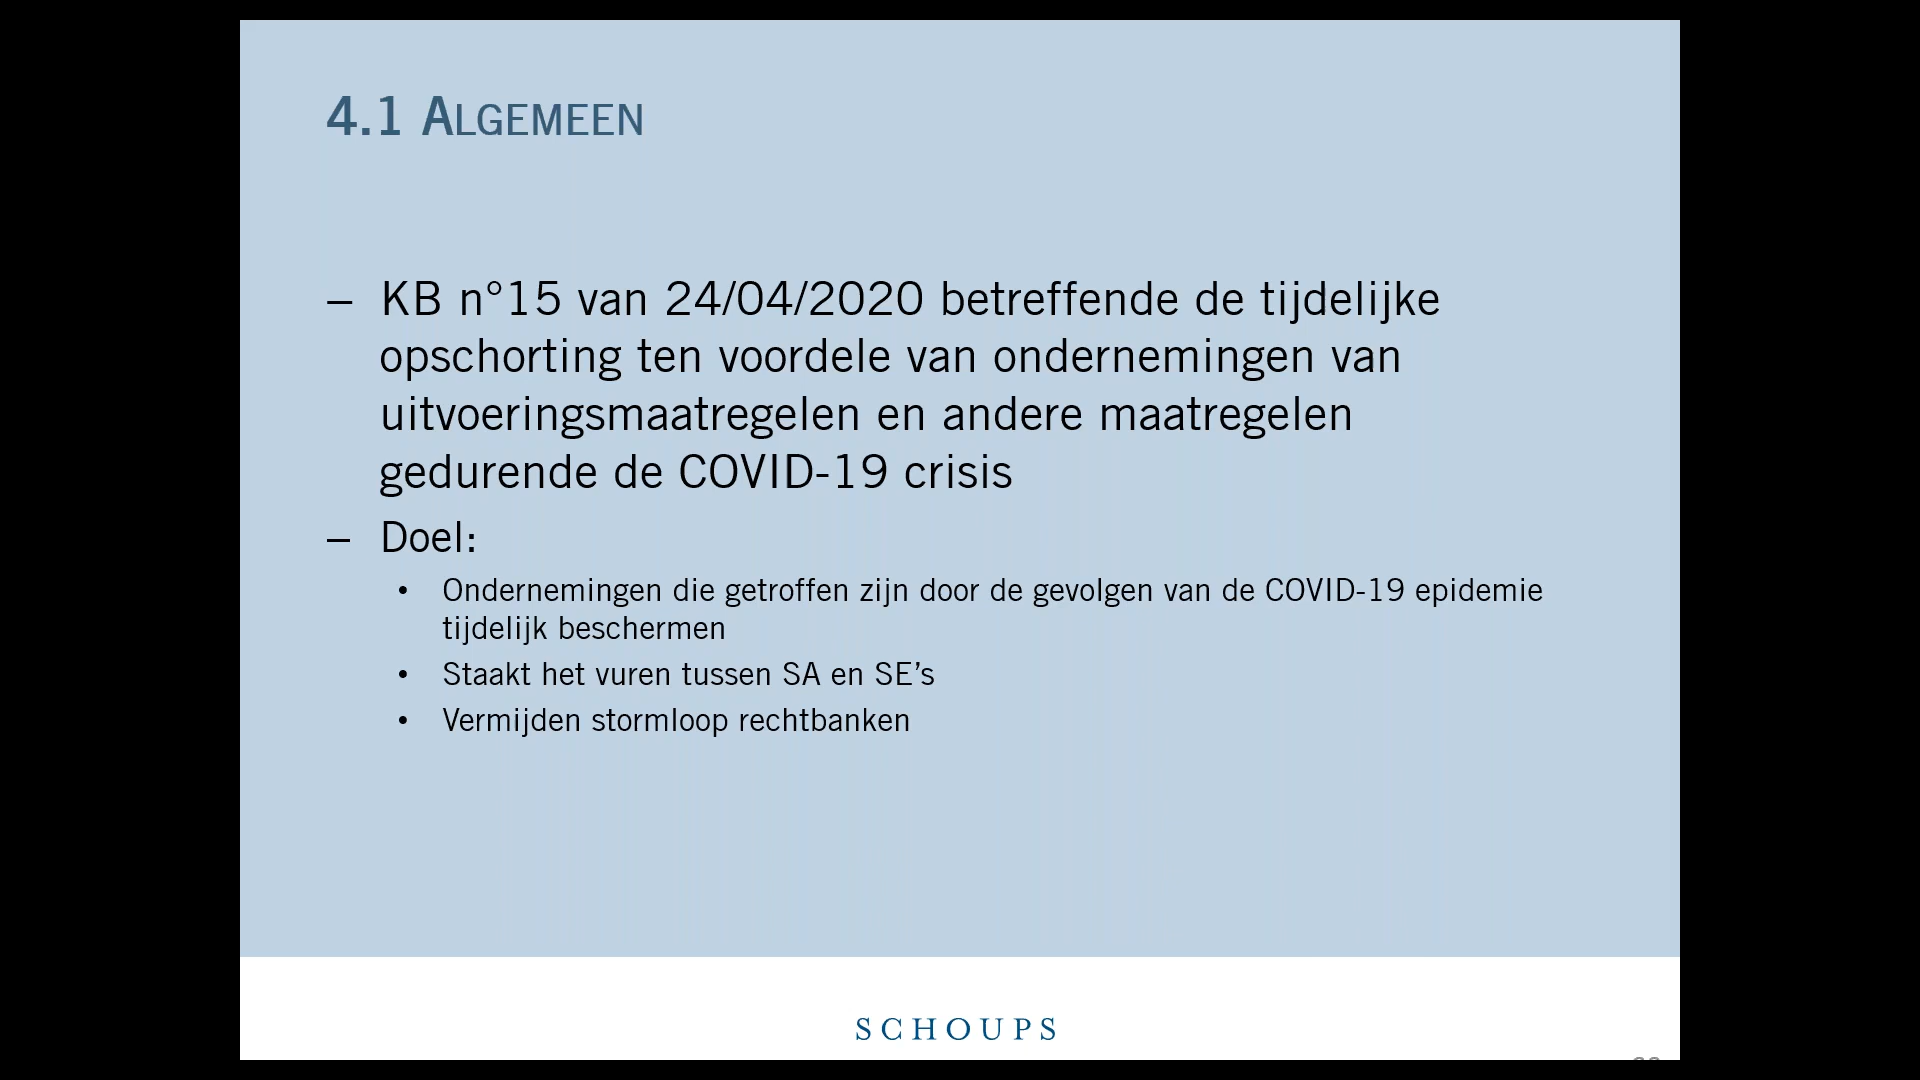 4.1 ALGEMEEN
– KB n°15 van 24/04/2020 betreffende de tijdelijke
opschorting ten voordele van ondernemingen van
uitvoeringsmaatregelen en andere maatregelen
gedurende de COVID-19 crisis
– Doel:
• Ondernemingen die getroffen zijn door de gevolgen van de COVID-19 epidemie
tijdelijk beschermen
• Staakt het vuren tussen SA en SE’s
• Vermijden stormloop rechtbanken
SCHOUPS